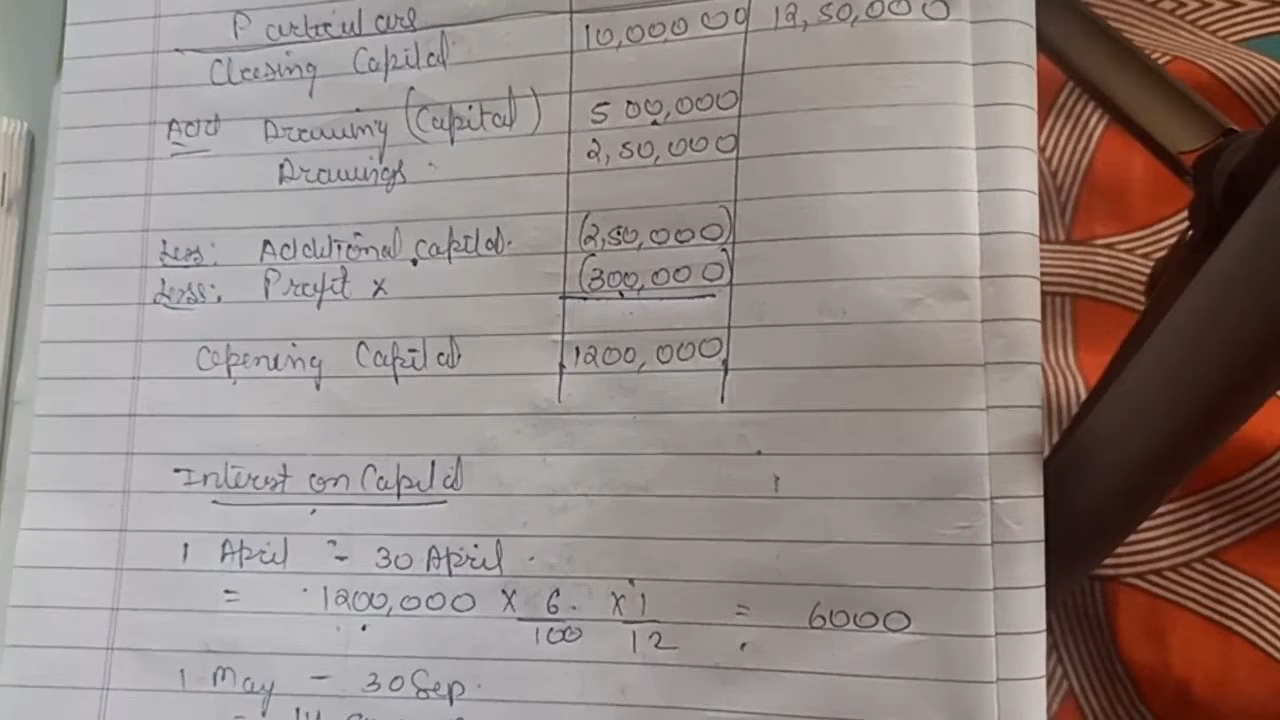 Particulars
Closing Capital 10,00,000 12,50,000
Add Drawing (Capital) 500,000
Drawings 2,50,000
Less: Additional capital. (2,50,000)
Less: Profit x (300,000)
Opening Capital 1200,000
Interest on Capital
1 April - 30 April.
= 1200,000 x 6/100 x 1/12 = 6000
1 May - 30 Sep.